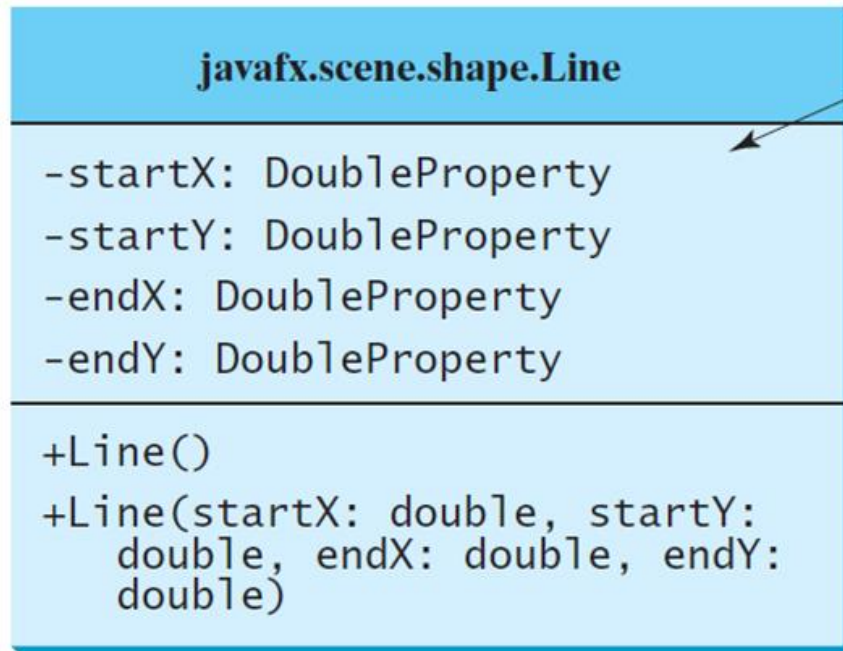 javafx.scene.shape.Line
-startX: DoubleProperty
-startY: DoubleProperty
-endX: DoubleProperty
-endY: DoubleProperty
+Line()
+Line(startX: double, startY:
double, endX: double, endY:
double)